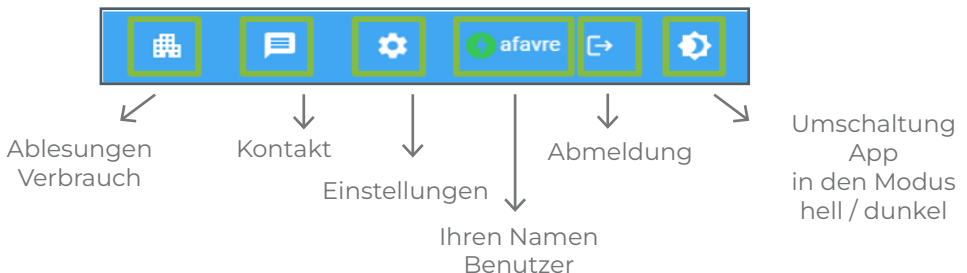 afavre
Ablesungen
Verbrauch
Kontakt
Einstellungen
Ihren Namen
Benutzer
Abmeldung
Umschaltung
App
in den Modus
hell / dunkel